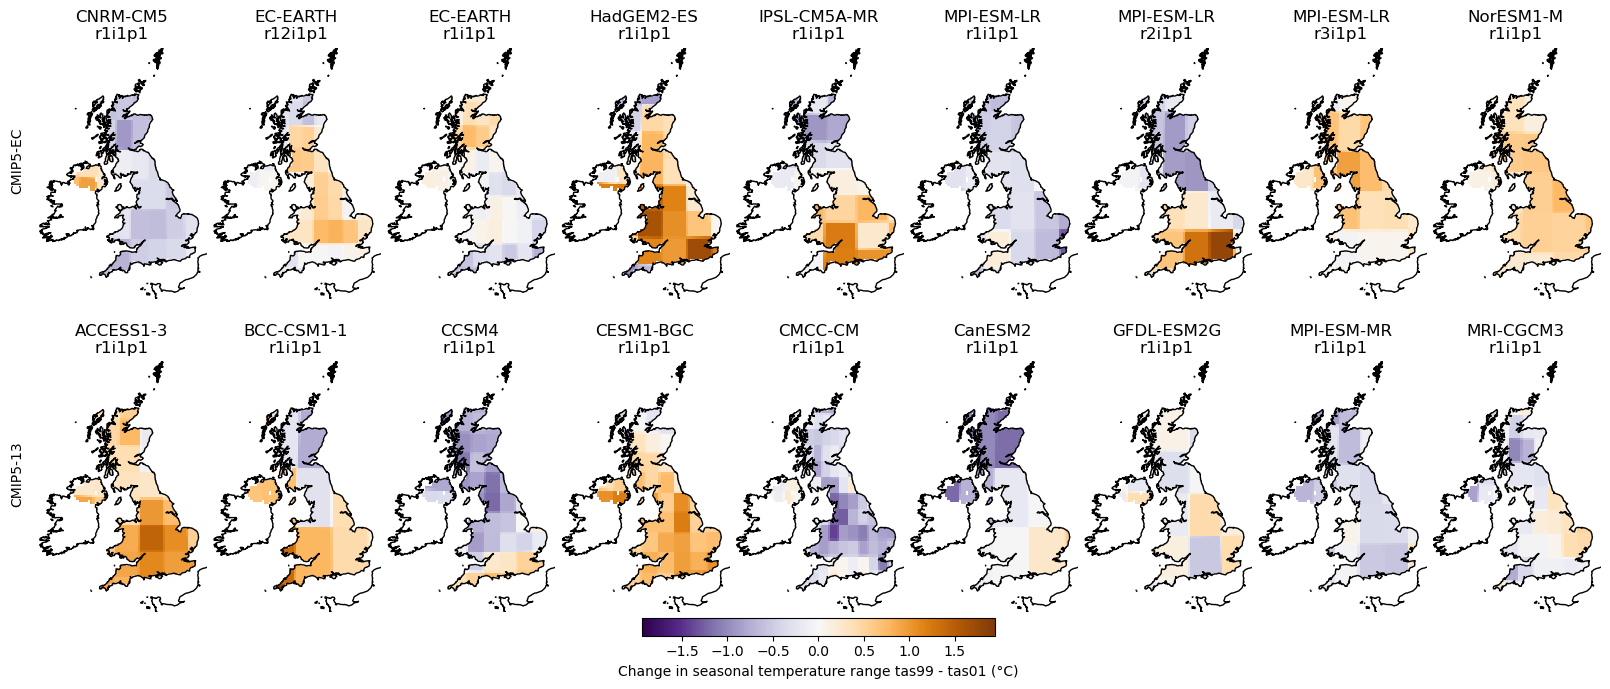 CNRM-CM5
r1i1p1
EC-EARTH
r12i1p1
EC-EARTH
r1i1p1
HadGEM2-ES
r1i1p1
IPSL-CM5A-MR
r1i1p1
MPI-ESM-LR
r1i1p1
MPI-ESM-LR
r2i1p1
MPI-ESM-LR
r3i1p1
NorESM1-M
r1i1p1
CMIP5-EC
ACCESS1-3
r1i1p1
BCC-CSM1-1
r1i1p1
CCSM4
r1i1p1
CESM1-BGC
r1i1p1
CMCC-CM
r1i1p1
CanESM2
r1i1p1
GFDL-ESM2G
r1i1p1
MPI-ESM-MR
r1i1p1
MRI-CGCM3
r1i1p1
CMIP5-13
−1.5 −1.0 −0.5 0.0 0.5 1.0 1.5
Change in seasonal temperature range tas99 - tas01 (°C)